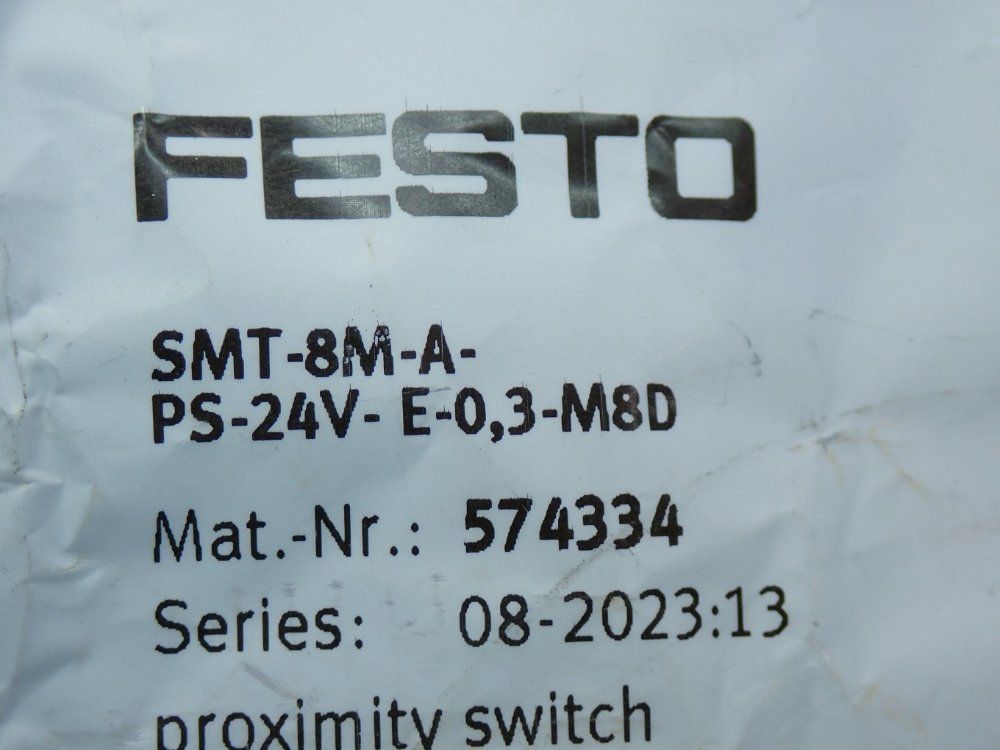 FESTO
SMT-8M-A-
PS-24V- E-0,3-M8D
Mat.-Nr.: 574334
Series: 08-2023:13
proximity switch